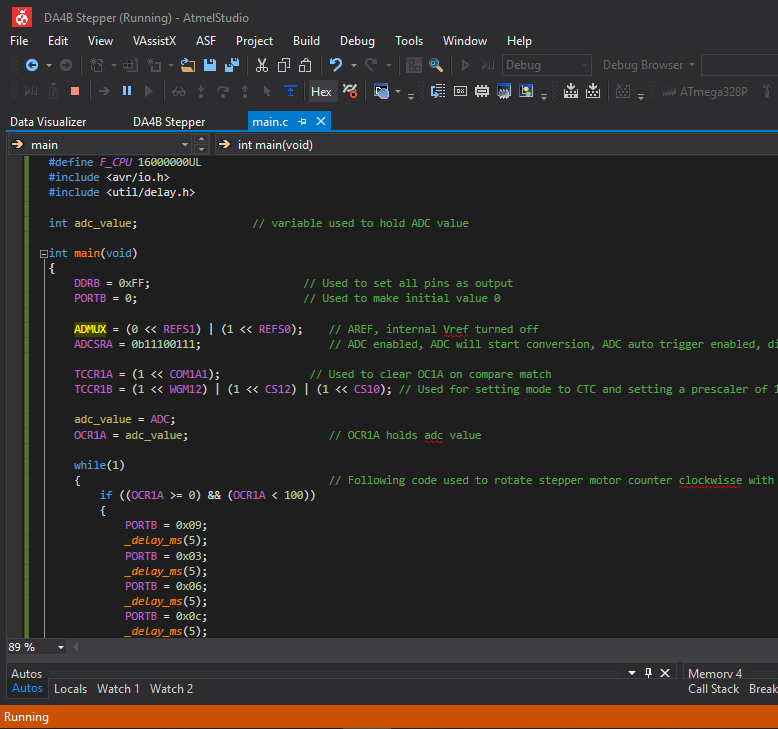 DA4B Stepper (Running) - AtmelStudio
File Edit View VAssistX ASF Project Build Debug Tools Window Help
Debug Debug Browser
Hex ATmega328P
Data Visualizer DA4B Stepper main.c
main int main(void)
#define F_CPU 16000000UL
#include <avr/io.h>
#include <util/delay.h>
int adc_value; // variable used to hold ADC value
int main(void)
{
DDRB = 0xFF; // Used to set all pins as output
PORTB = 0; // Used to make initial value 0
ADMUX = (0 << REFS1) | (1 << REFS0); // AREF, internal Vref turned off
ADCSRA = 0b11100111; // ADC enabled, ADC will start conversion, ADC auto trigger enabled, di
TCCR1A = (1 << COM1A1); // Used to clear OC1A on compare match
TCCR1B = (1 << WGM12) | (1 << CS12) | (1 << CS10); // Used for setting mode to CTC and setting a prescaler of 1
adc_value = ADC;
OCR1A = adc_value; // OCR1A holds adc value
while(1)
{ // Following code used to rotate stepper motor counter clockwisse with
if ((OCR1A >= 0) && (OCR1A < 100))
{
PORTB = 0x09;
_delay_ms(5);
PORTB = 0x03;
_delay_ms(5);
PORTB = 0x06;
_delay_ms(5);
PORTB = 0x0c;
_delay_ms(5);
89 %
Autos Memory 4
Autos Locals Watch 1 Watch 2 Call Stack Break
Running